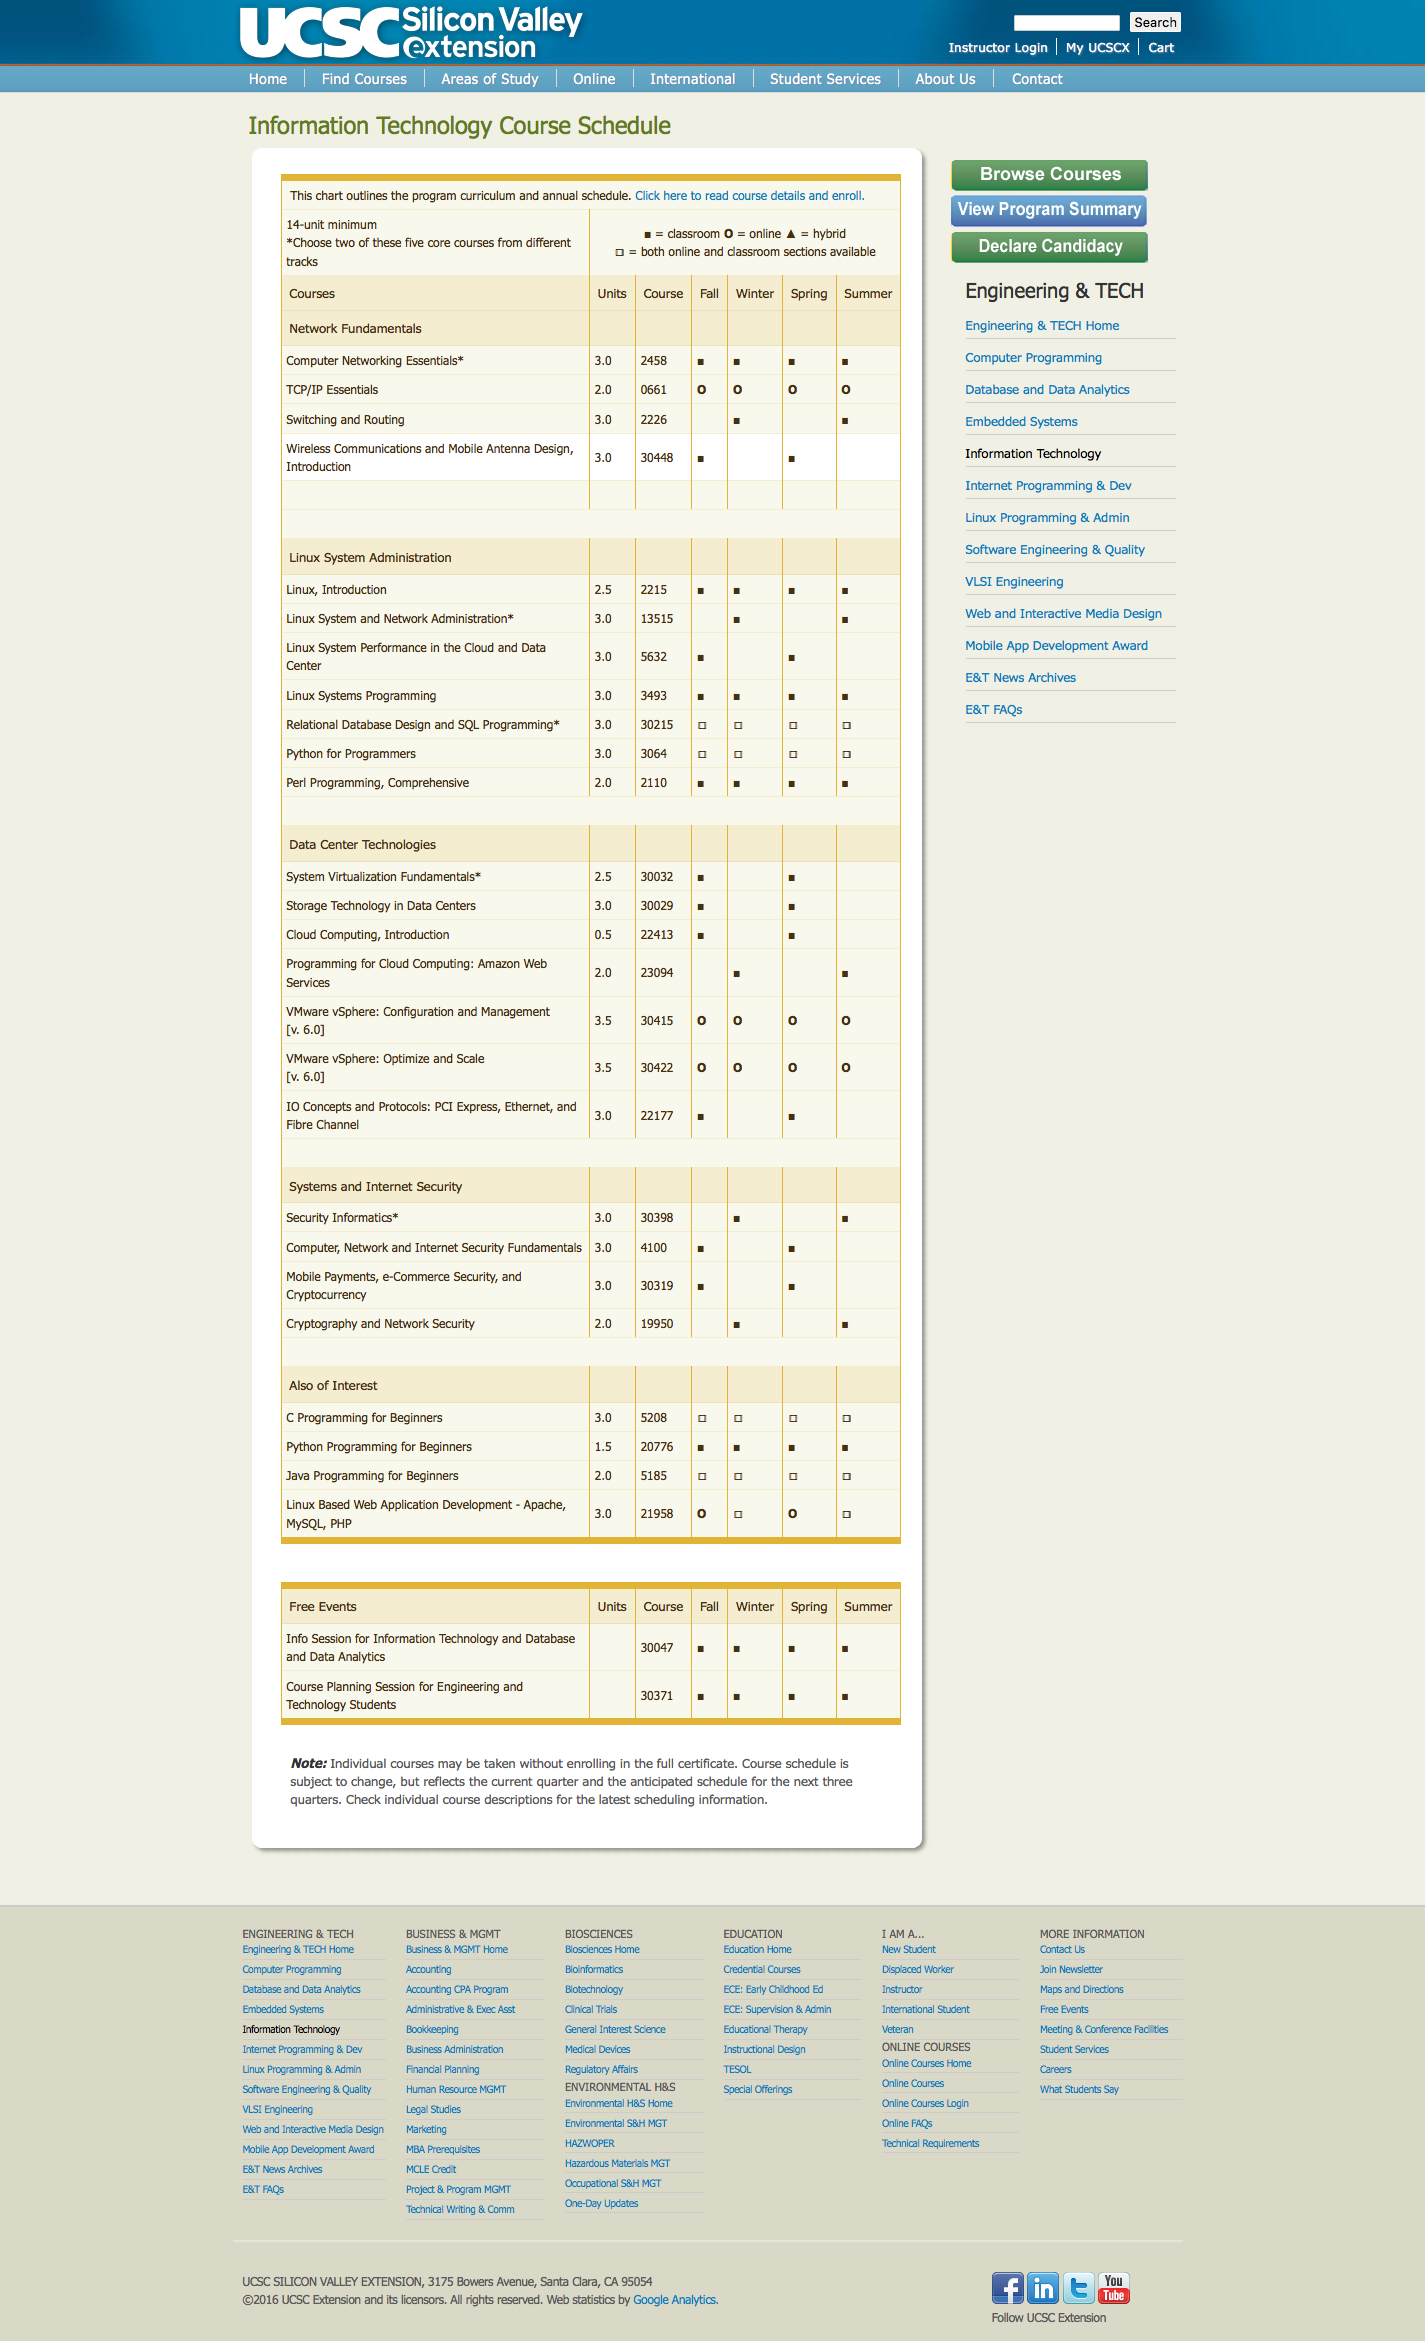 UCSC Silicon Valley
extension
Search
Instructor Login | My UCSCX | Cart
Home | Find Courses | Areas of Study | Online | International | Student Services | About Us | Contact
Information Technology Course Schedule
This chart outlines the program curriculum and annual schedule. Click here to read course details and enroll.
14-unit minimum
*Choose two of these five core courses from different
tracks
■ = classroom O = online ▲ = hybrid
◻ = both online and classroom sections available
Courses Units Course Fall Winter Spring Summer
Network Fundamentals
Computer Networking Essentials* 3.0 2458 ■ ■ ■ ■
TCP/IP Essentials 2.0 0661 O O O O
Switching and Routing 3.0 2226 ■ ■
Wireless Communications and Mobile Antenna Design,
Introduction 3.0 30448 ■ ■
Linux System Administration
Linux, Introduction 2.5 2215 ■ ■ ■ ■
Linux System and Network Administration* 3.0 13515 ■ ■
Linux System Performance in the Cloud and Data
Center 3.0 5632 ■ ■
Linux Systems Programming 3.0 3493 ■ ■ ■ ■
Relational Database Design and SQL Programming* 3.0 30215 ◻ ◻ ◻ ◻
Python for Programmers 3.0 3064 ◻ ◻ ◻ ◻
Perl Programming, Comprehensive 2.0 2110 ■ ■ ■ ■
Data Center Technologies
System Virtualization Fundamentals* 2.5 30032 ■ ■
Storage Technology in Data Centers 3.0 30029 ■ ■
Cloud Computing, Introduction 0.5 22413 ■ ■
Programming for Cloud Computing: Amazon Web
Services 2.0 23094 ■ ■
VMware vSphere: Configuration and Management
[v. 6.0] 3.5 30415 O O O O
VMware vSphere: Optimize and Scale
[v. 6.0] 3.5 30422 O O O O
IO Concepts and Protocols: PCI Express, Ethernet, and
Fibre Channel 3.0 22177 ■ ■
Systems and Internet Security
Security Informatics* 3.0 30398 ■ ■
Computer, Network and Internet Security Fundamentals 3.0 4100 ■ ■
Mobile Payments, e-Commerce Security, and
Cryptocurrency 3.0 30319 ■ ■
Cryptography and Network Security 2.0 19950 ■ ■
Also of Interest
C Programming for Beginners 3.0 5208 ◻ ◻ ◻ ◻
Python Programming for Beginners 1.5 20776 ■ ■ ■ ■
Java Programming for Beginners 2.0 5185 ◻ ◻ ◻ ◻
Linux Based Web Application Development - Apache,
MySQL, PHP 3.0 21958 O ◻ O ◻
Free Events Units Course Fall Winter Spring Summer
Info Session for Information Technology and Database
and Data Analytics 30047 ■ ■ ■ ■
Course Planning Session for Engineering and
Technology Students 30371 ■ ■ ■ ■
Note: Individual courses may be taken without enrolling in the full certificate. Course schedule is
subject to change, but reflects the current quarter and the anticipated schedule for the next three
quarters. Check individual course descriptions for the latest scheduling information.
Browse Courses
View Program Summary
Declare Candidacy
Engineering & TECH
Engineering & TECH Home
Computer Programming
Database and Data Analytics
Embedded Systems
Information Technology
Internet Programming & Dev
Linux Programming & Admin
Software Engineering & Quality
VLSI Engineering
Web and Interactive Media Design
Mobile App Development Award
E&T News Archives
E&T FAQs
ENGINEERING & TECH
Engineering & TECH Home
Computer Programming
Database and Data Analytics
Embedded Systems
Information Technology
Internet Programming & Dev
Linux Programming & Admin
Software Engineering & Quality
VLSI Engineering
Web and Interactive Media Design
Mobile App Development Award
E&T News Archives
E&T FAQs
BUSINESS & MGMT
Business & MGMT Home
Accounting
Accounting CPA Program
Administrative & Exec Asst
Bookkeeping
Business Administration
Financial Planning
Human Resource MGMT
Legal Studies
Marketing
MBA Prerequisites
MCLE Credit
Project & Program MGMT
Technical Writing & Comm
BIOSCIENCES
Biosciences Home
Bioinformatics
Biotechnology
Clinical Trials
General Interest Science
Medical Devices
Regulatory Affairs
ENVIRONMENTAL H&S
Environmental H&S Home
Environmental S&H MGT
HAZWOPER
Hazardous Materials MGT
Occupational S&H MGT
One-Day Updates
EDUCATION
Education Home
Credential Courses
ECE: Early Childhood Ed
ECE: Supervision & Admin
Educational Therapy
Instructional Design
TESOL
Special Offerings
I AM A...
New Student
Displaced Worker
Instructor
International Student
Veteran
ONLINE COURSES
Online Courses Home
Online Courses
Online Courses Login
Online FAQs
Technical Requirements
MORE INFORMATION
Contact Us
Join Newsletter
Maps and Directions
Free Events
Meeting & Conference Facilities
Student Services
Careers
What Students Say
UCSC SILICON VALLEY EXTENSION, 3175 Bowers Avenue, Santa Clara, CA 95054
©2016 UCSC Extension and its licensors. All rights reserved. Web statistics by Google Analytics.
f in t You Tube
Follow UCSC Extension